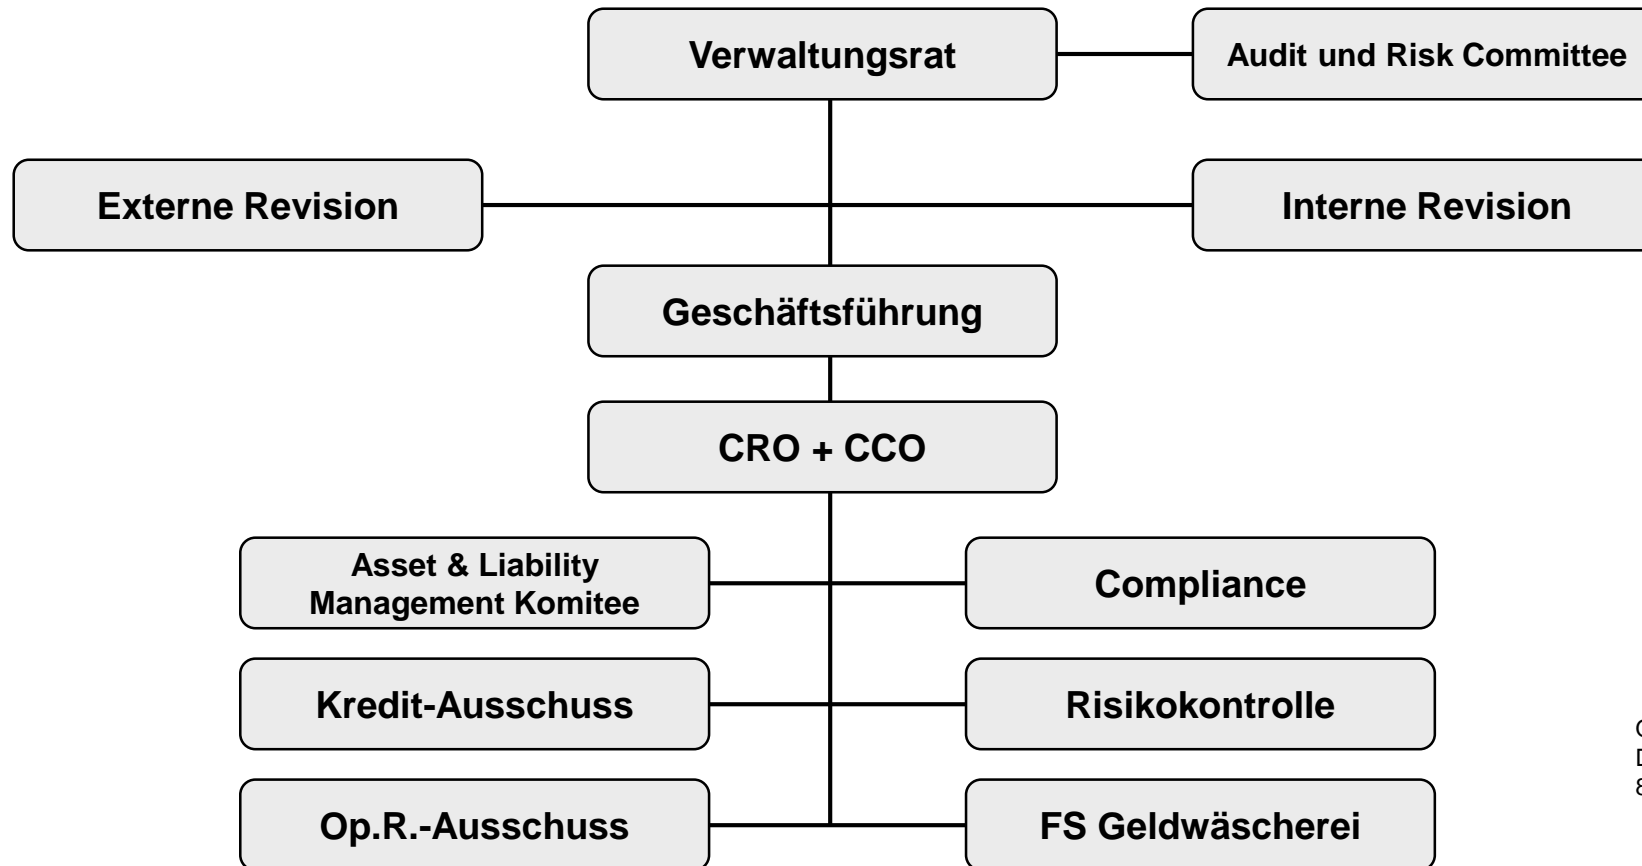 Verwaltungsrat
Audit und Risk Committee
Externe Revision
Interne Revision
Geschäftsführung
CRO + CCO
Asset & Liability
Management Komitee
Compliance
Kredit-Ausschuss
Risikokontrolle
Op.R.-Ausschuss
FS Geldwäscherei